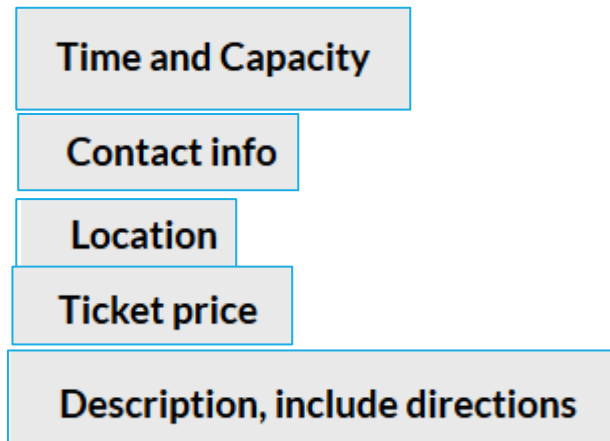 Time and Capacity
Contact info
Location
Ticket price
Description, include directions